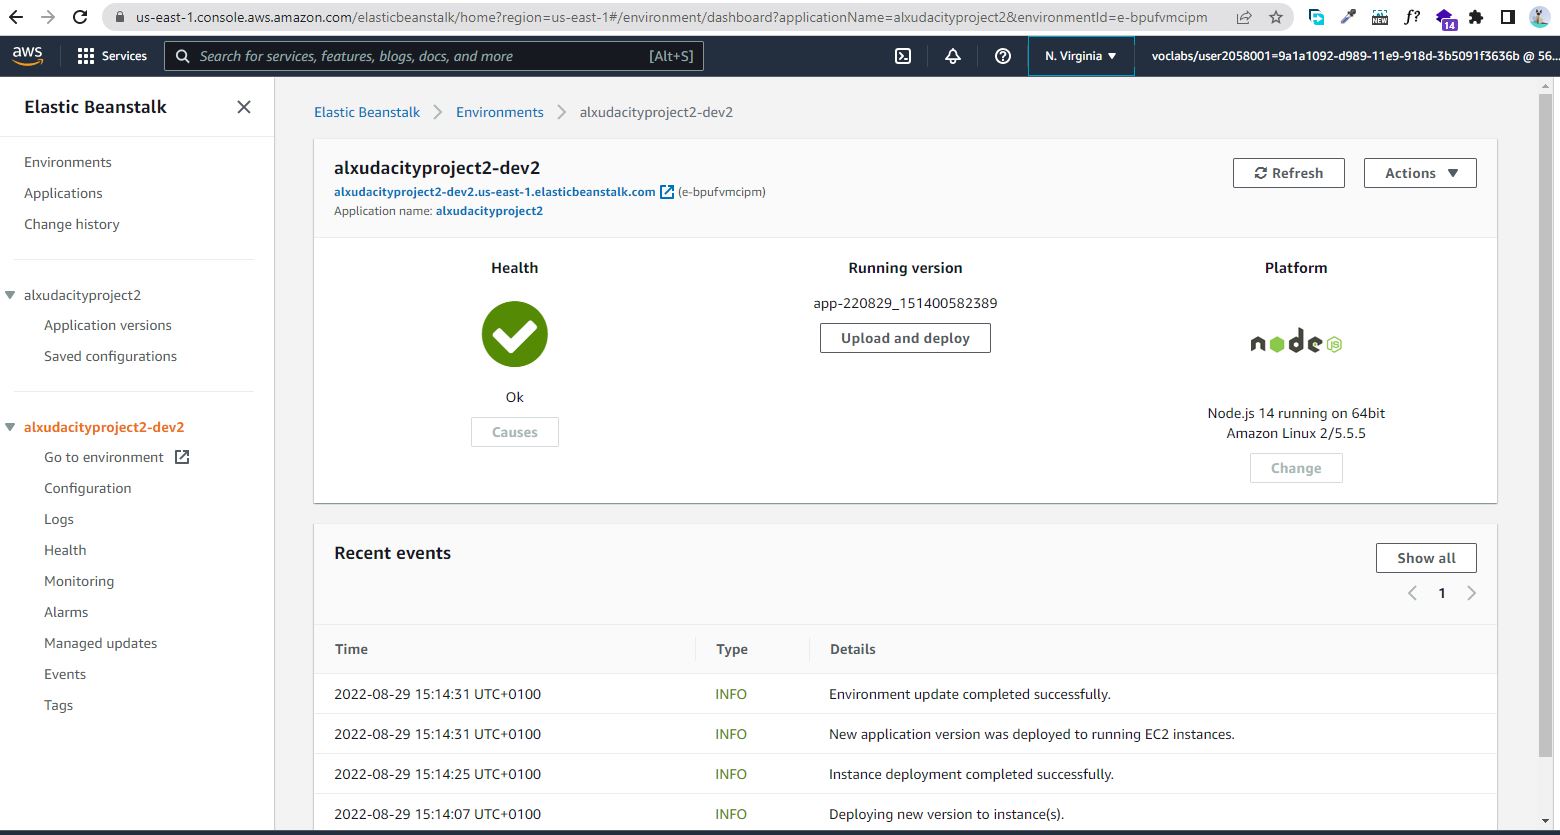 us-east-1.console.aws.amazon.com/elasticbeanstalk/home?region=us-east-1#/environment/dashboard?applicationName=alxudacityproject2&environmentId=e-bpufvmcipm
NEW
f?
14
aws
Services
Search for services, features, blogs, docs, and more
[Alt+S]
N. Virginia
voclabs/user2058001=9a1a1092-d989-11e9-918d-3b5091f3636b @ 56...
Elastic Beanstalk
Environments
Applications
Change history
alxudacityproject2
Application versions
Saved configurations
alxudacityproject2-dev2
Go to environment
Configuration
Logs
Health
Monitoring
Alarms
Managed updates
Events
Tags
Elastic Beanstalk
Environments
alxudacityproject2-dev2
alxudacityproject2-dev2
alxudacityproject2-dev2.us-east-1.elasticbeanstalk.com (e-bpufvmcipm)
Application name: alxudacityproject2
Refresh
Actions
Health
Ok
Causes
Running version
app-220829_151400582389
Upload and deploy
Platform
node JS
Node.js 14 running on 64bit
Amazon Linux 2/5.5.5
Change
Recent events
Show all
1
Time Type Details
2022-08-29 15:14:31 UTC+0100 INFO Environment update completed successfully.
2022-08-29 15:14:31 UTC+0100 INFO New application version was deployed to running EC2 instances.
2022-08-29 15:14:25 UTC+0100 INFO Instance deployment completed successfully.
2022-08-29 15:14:07 UTC+0100 INFO Deploying new version to instance(s).